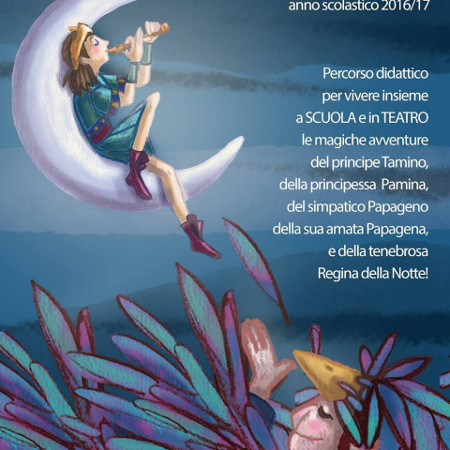 anno scolastico 2016/17
Percorso didattico
per vivere insieme
a SCUOLA e in TEATRO
le magiche avventure
del principe Tamino,
della principessa Pamina,
del simpatico Papageno
della sua amata Papagena,
e della tenebrosa
Regina della Notte!